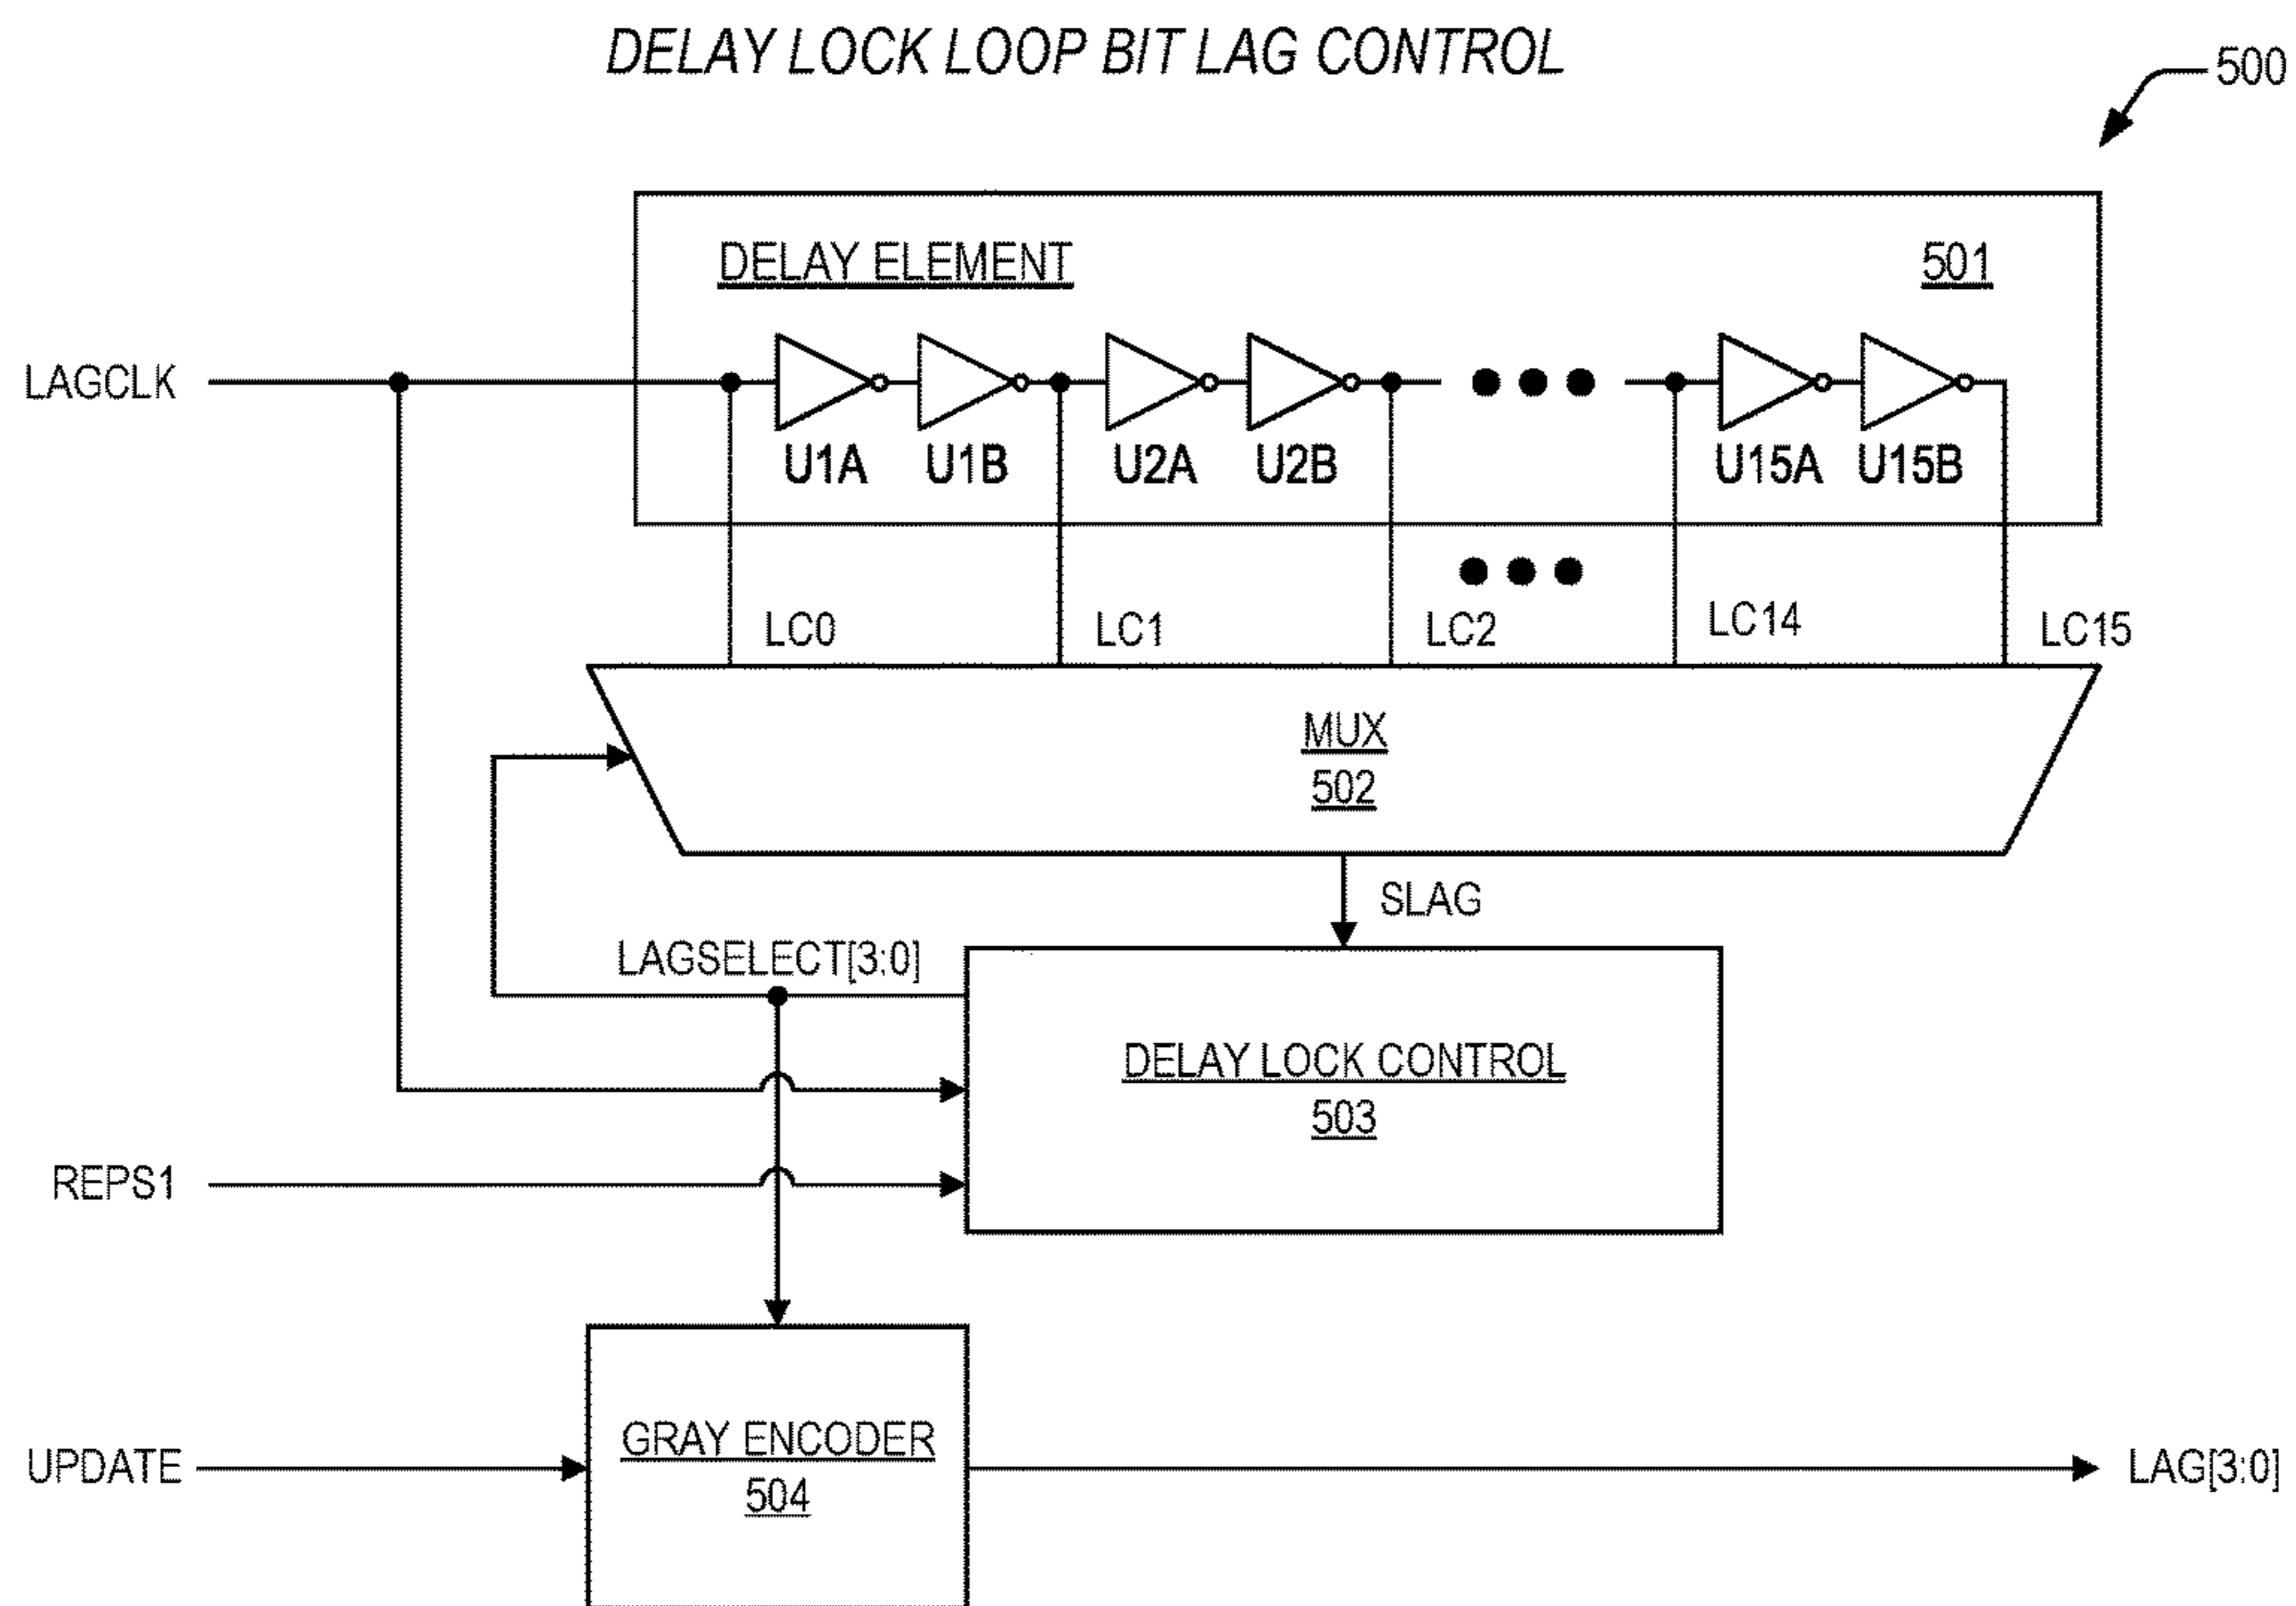 DELAY LOCK LOOP BIT LAG CONTROL
500
DELAY ELEMENT
501
LAGCLK
U1A
U1B
U2A
U2B
U15A
U15B
LC0
LC1
LC2
LC14
LC15
MUX
502
SLAG
LAGSELECT[3:0]
DELAY LOCK CONTROL
503
REPS1
GRAY ENCODER
504
UPDATE
LAG[3:0]